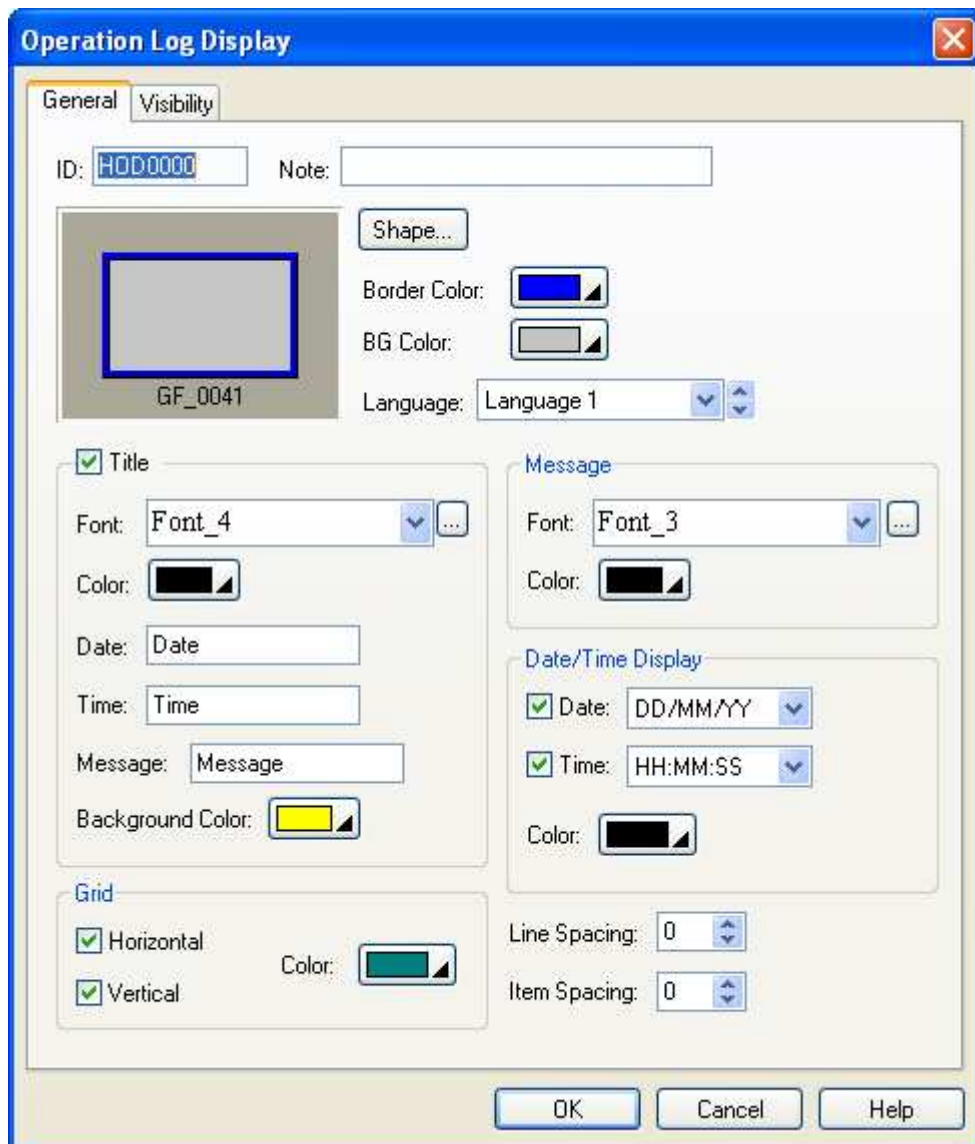 Operation Log Display
General Visibility
ID: HOD0000 Note:
Shape...
Border Color:
BG Color:
GF_0041
Language: Language 1
Title
Font: Font_4 ...
Color:
Date: Date
Time: Time
Message: Message
Background Color:
Message
Font: Font_3 ...
Color:
Date/Time Display
Date: DD/MM/YY
Time: HH:MM:SS
Color:
Grid
Horizontal
Vertical
Color:
Line Spacing: 0
Item Spacing: 0
OK Cancel Help